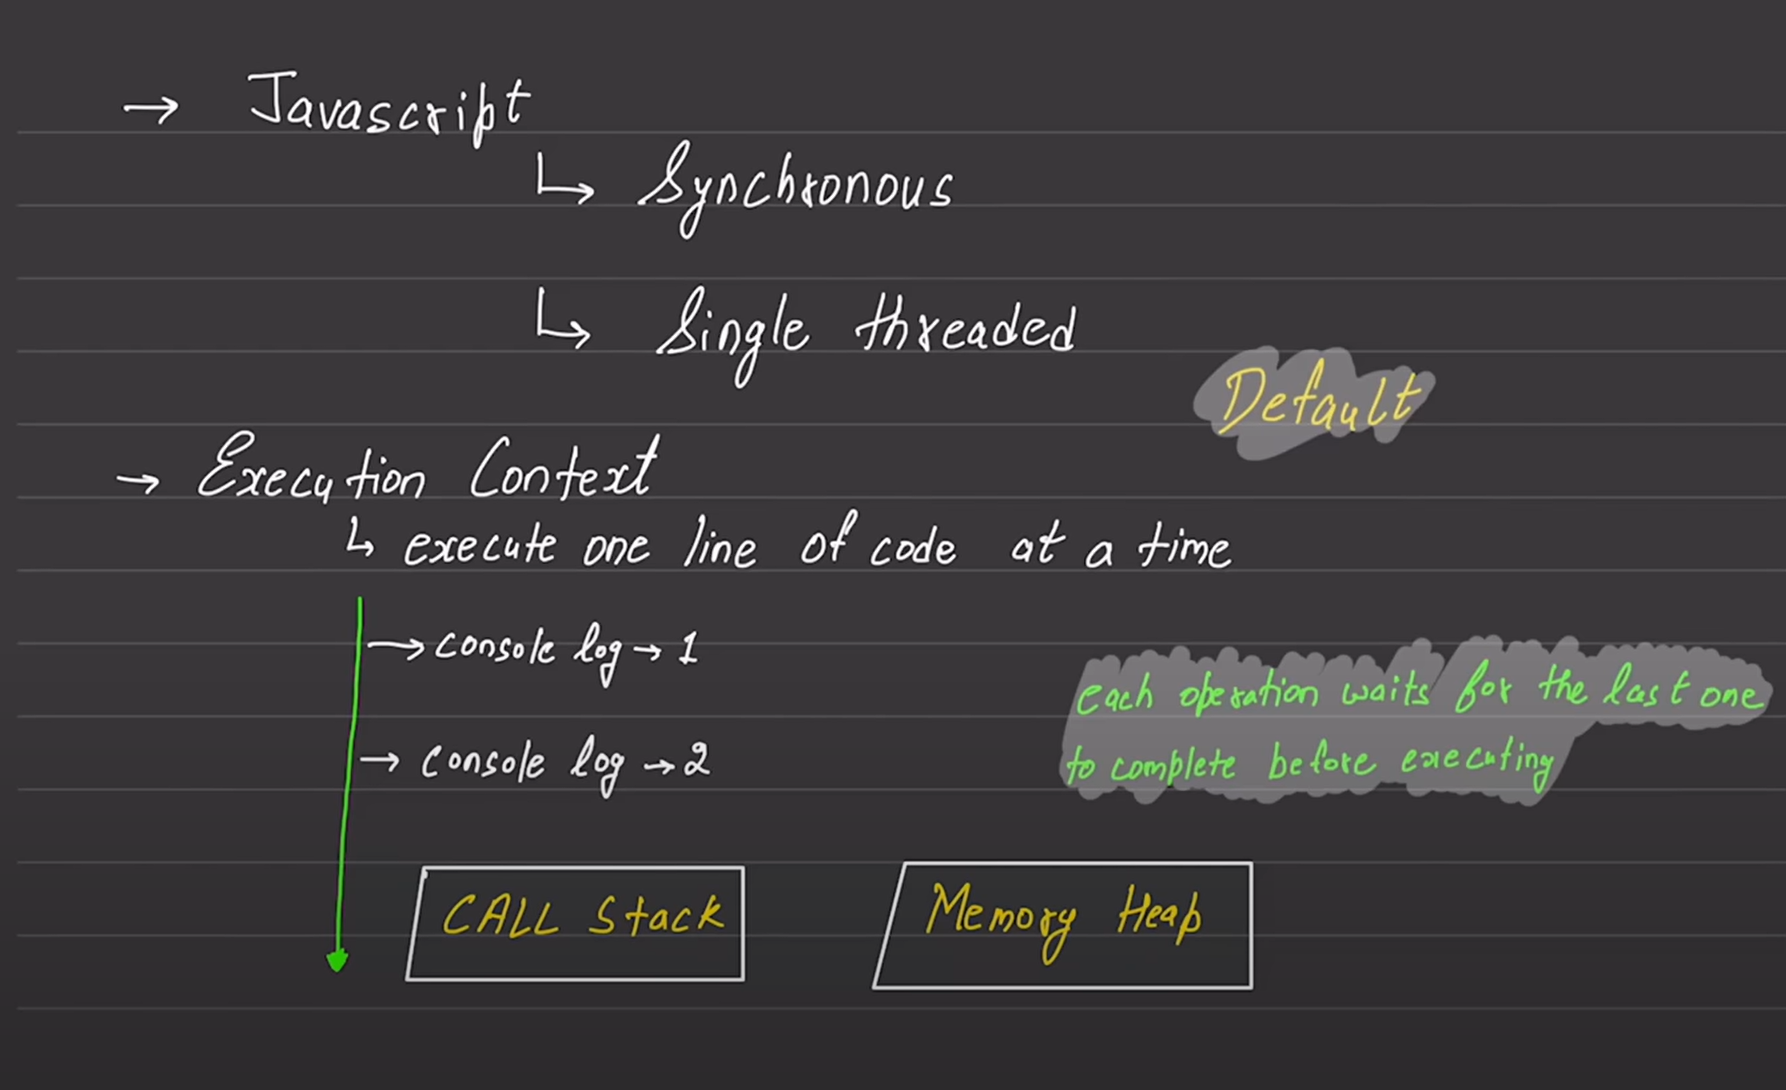 → Javascript
↳ Synchronous
↳ Single threaded
Default
→ Execution Context
↳ execute one line of code at a time
→ console log → 1
→ console log → 2
each operation waits for the last one
to complete before executing
CALL Stack
Memory Heap